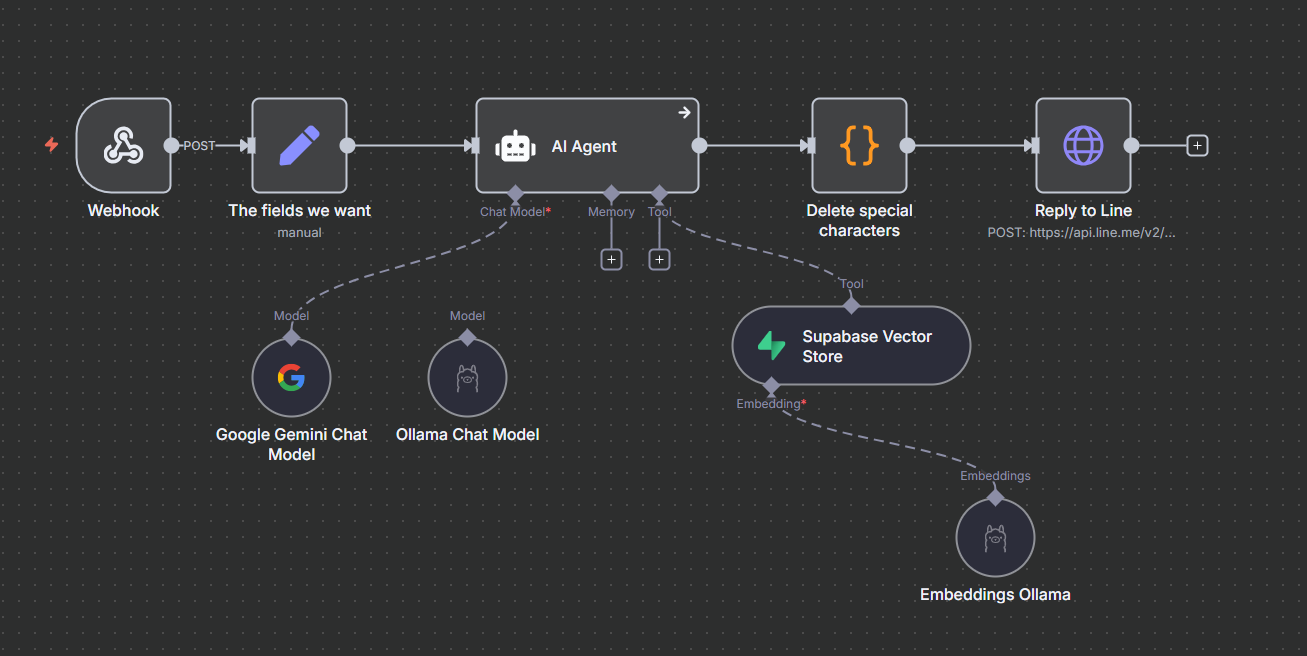 POST
Webhook
The fields we want
manual
AI Agent
Chat Model*
Memory
Tool
Delete special
characters
Reply to Line
POST: https://api.line.me/v2/...
Model
Google Gemini Chat
Model
Model
Ollama Chat Model
Tool
Supabase Vector
Store
Embedding*
Embeddings
Embeddings Ollama